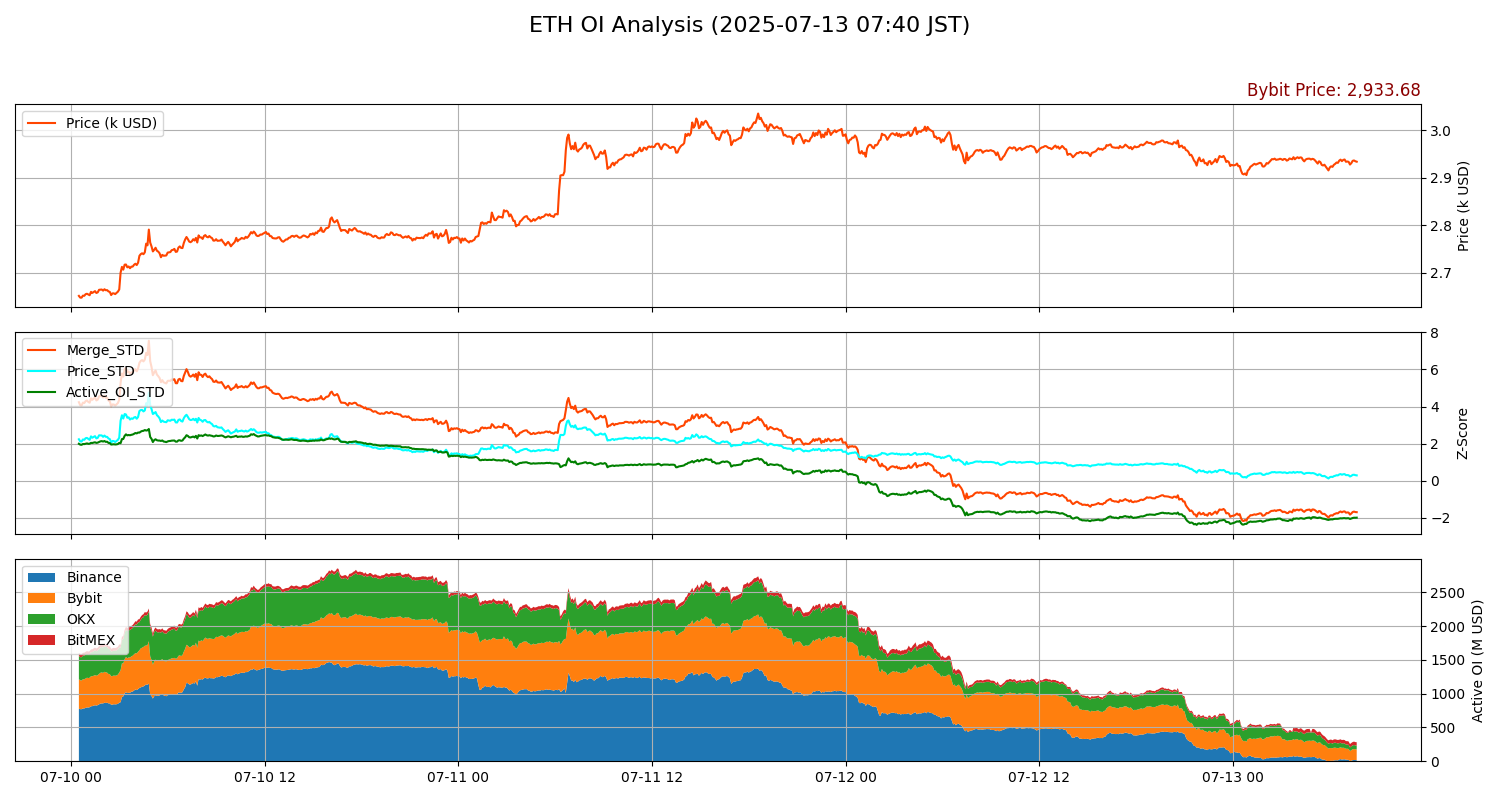 ETH OI Analysis (2025-07-13 07:40 JST)
Bybit Price: 2,933.68
Price (k USD)
3.0
2.9
2.8
2.7
Price (k USD)
Merge_STD
Price_STD
Active_OI_STD
8
6
4
2
0
−2
Z-Score
Binance
Bybit
OKX
BitMEX
2500
2000
1500
1000
500
0
Active OI (M USD)
07-10 00
07-10 12
07-11 00
07-11 12
07-12 00
07-12 12
07-13 00